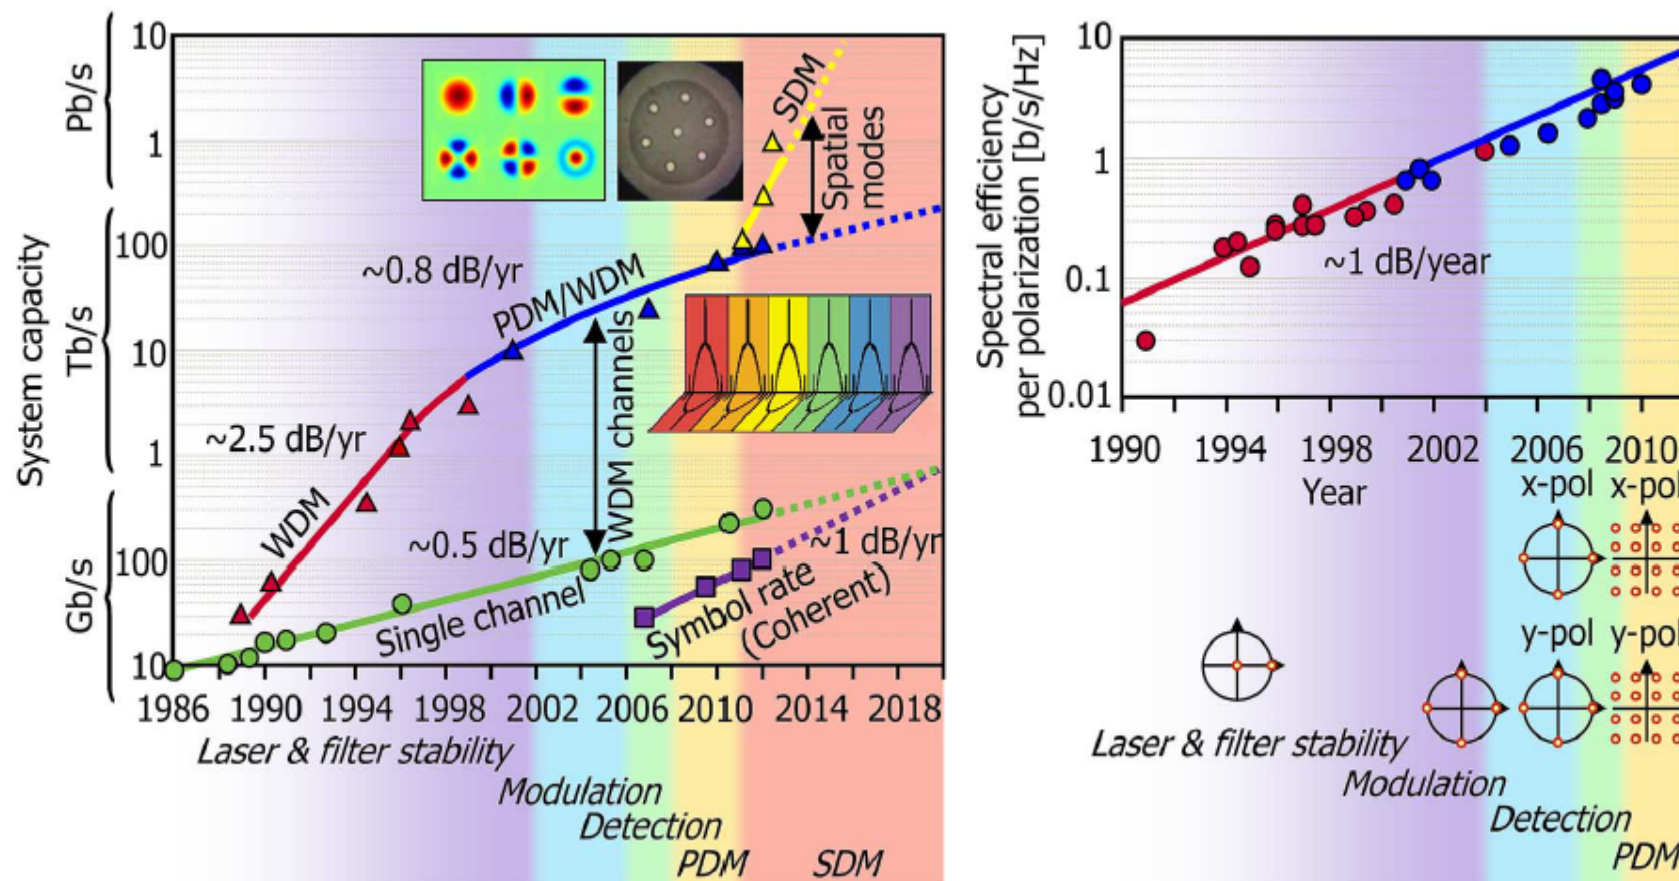 System capacity
Pb/s
Tb/s
Gb/s
10
1
100
10
1
100
10
SDM
Spatial
modes
~0.8 dB/yr
PDM/WDM
~2.5 dB/yr
WDM
WDM channels
~0.5 dB/yr
Single channel
~1 dB/yr
Symbol rate
(Coherent)
1986 1990 1994 1998 2002 2006 2010 2014 2018
Laser & filter stability
Modulation
Detection
PDM
SDM
Spectral efficiency
per polarization [b/s/Hz]
10
1
0.1
0.01
~1 dB/year
1990 1994 1998 2002 2006 2010
Year
x-pol x-pol
y-pol y-pol
Laser & filter stability
Modulation
Detection
PDM